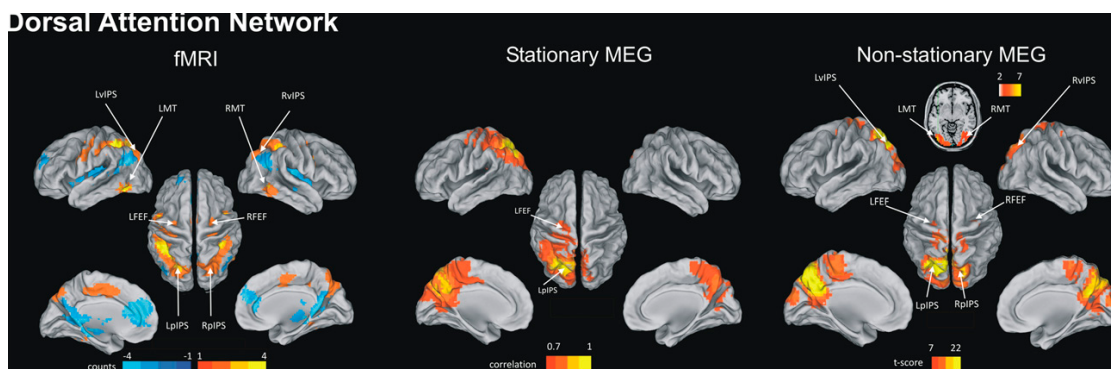 Dorsal Attention Network
fMRI
LvIPS
LMT
RMT
RvIPS
LFEF
RFEF
LpIPS
RpIPS
counts
-4
-1
1
4
Stationary MEG
LFEF
LpIPS
correlation
0.7
1
Non-stationary MEG
LvIPS
2
7
RvIPS
LMT
RMT
LFEF
RFEF
LpIPS
RpIPS
t-score
7
22